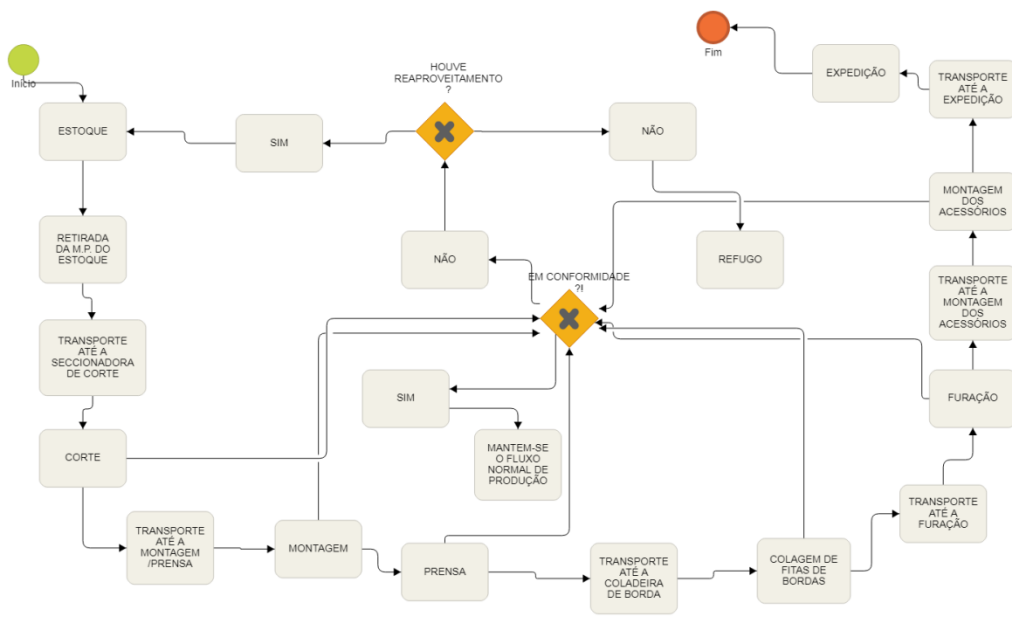 Início
ESTOQUE
RETIRADA
DA M.P. DO
ESTOQUE
TRANSPORTE
ATÉ A
SECCIONADORA
DE CORTE
CORTE
TRANSPORTE
ATÉ A
MONTAGEM
/PRENSA
MONTAGEM
PRENSA
TRANSPORTE
ATÉ A
COLADEIRA
DE BORDA
COLAGEM DE
FITAS DE
BORDAS
TRANSPORTE
ATÉ A
FURAÇÃO
FURAÇÃO
TRANSPORTE
ATÉ A
MONTAGEM
DOS
ACESSÓRIOS
MONTAGEM
DOS
ACESSÓRIOS
TRANSPORTE
ATÉ A
EXPEDIÇÃO
EXPEDIÇÃO
Fim
EM CONFORMIDADE
?!
SIM
MANTEM-SE
O FLUXO
NORMAL DE
PRODUÇÃO
NÃO
HOUVE
REAPROVEITAMENTO
?
SIM
NÃO
REFUGO